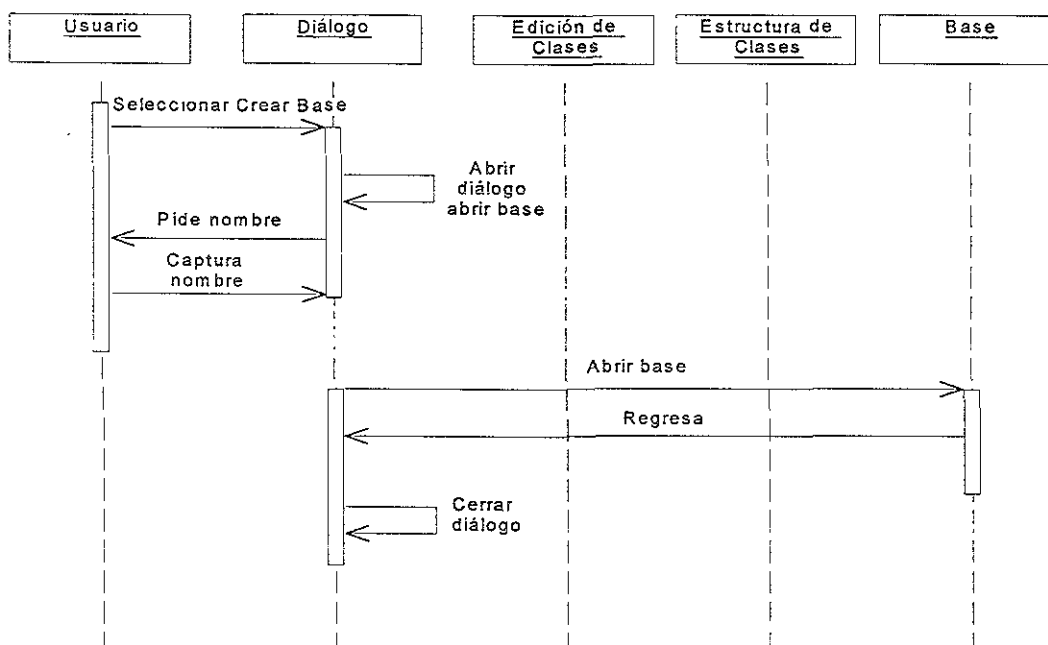 Usuario
Diálogo
Edición de
Clases
Estructura de
Clases
Base
Seleccionar Crear Base
Abrir
diálogo
abrir base
Pide nombre
Captura
nombre
Abrir base
Regresa
Cerrar
diálogo